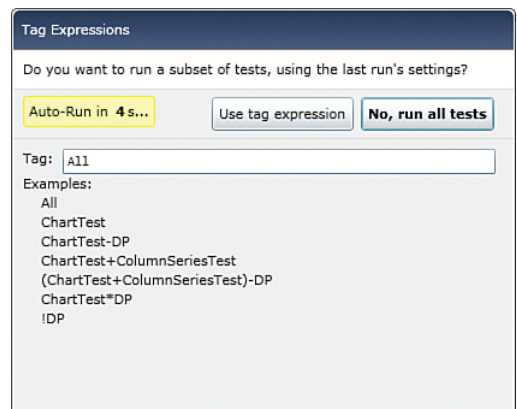 Tag Expressions
Do you want to run a subset of tests, using the last run's settings?
Auto-Run in 4 s... Use tag expression No, run all tests
Tag: All
Examples:
All
ChartTest
ChartTest-DP
ChartTest+ColumnSeriesTest
(ChartTest+ColumnSeriesTest)-DP
ChartTest*DP
!DP